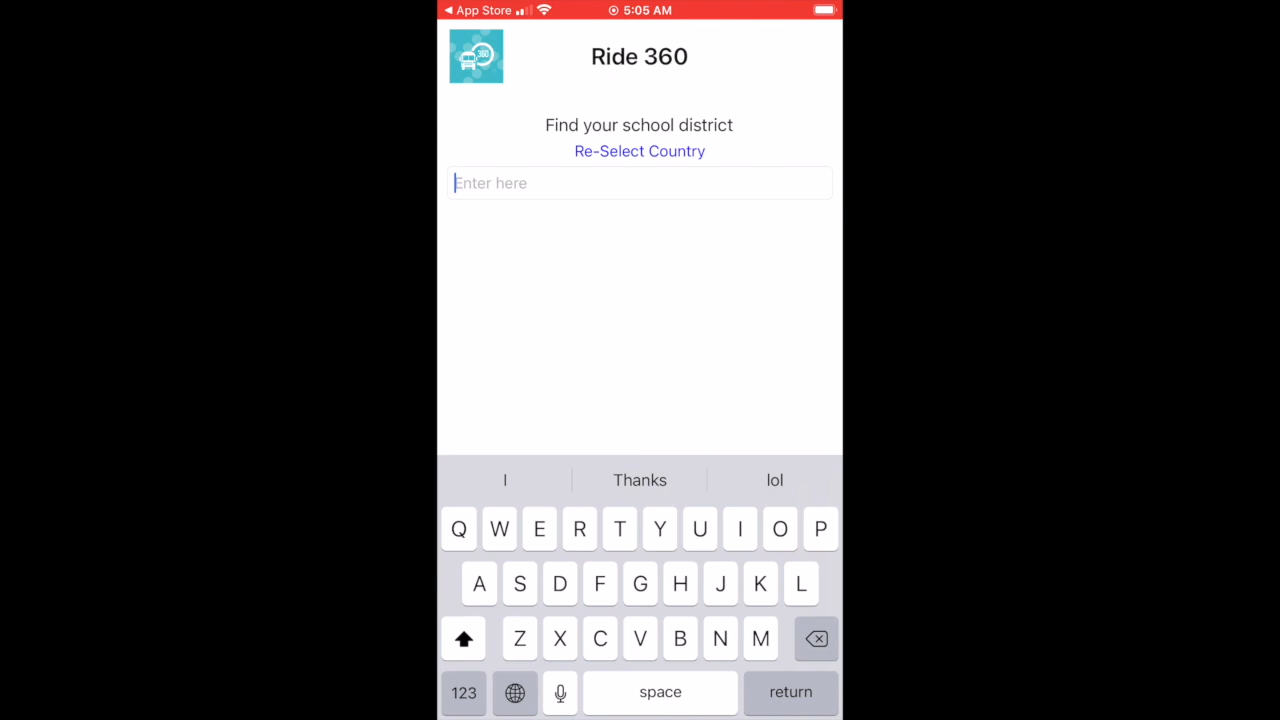 ◀ App Store 5:05 AM
360
Ride 360
Find your school district
Re-Select Country
Enter here
I Thanks lol
Q W E R T Y U I O P
A S D F G H J K L
Z X C V B N M
123 space return